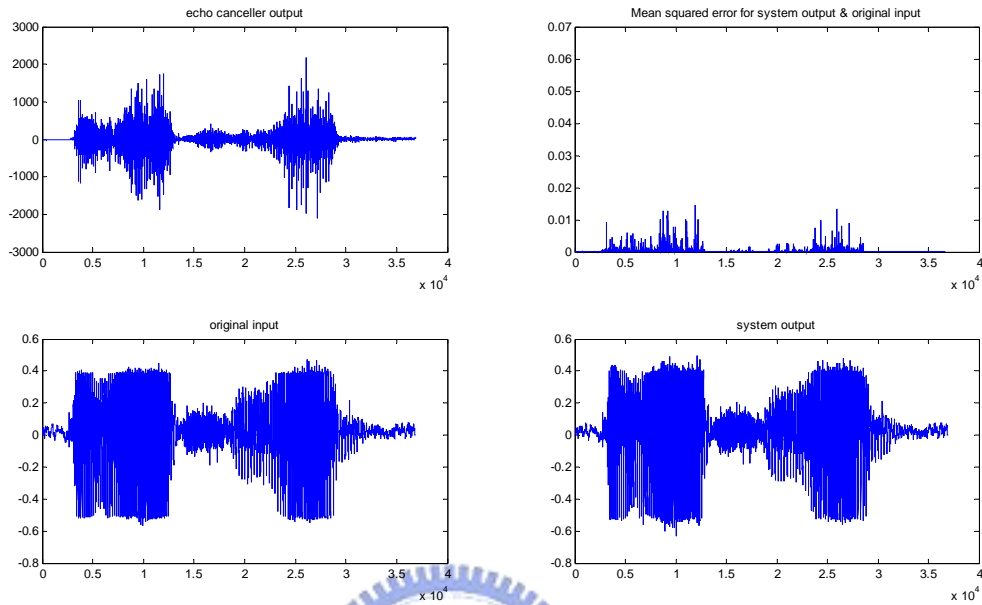 echo canceller output
3000
2000
1000
0
-1000
-2000
-3000
0 0.5 1 1.5 2 2.5 3 3.5 4
x 10^4
Mean squared error for system output & original input
0.07
0.06
0.05
0.04
0.03
0.02
0.01
0
0 0.5 1 1.5 2 2.5 3 3.5 4
x 10^4
original input
0.6
0.4
0.2
0
-0.2
-0.4
-0.6
-0.8
0 0.5 1 1.5 2 2.5 3 3.5 4
x 10^4
system output
0.6
0.4
0.2
0
-0.2
-0.4
-0.6
-0.8
0 0.5 1 1.5 2 2.5 3 3.5 4
x 10^4